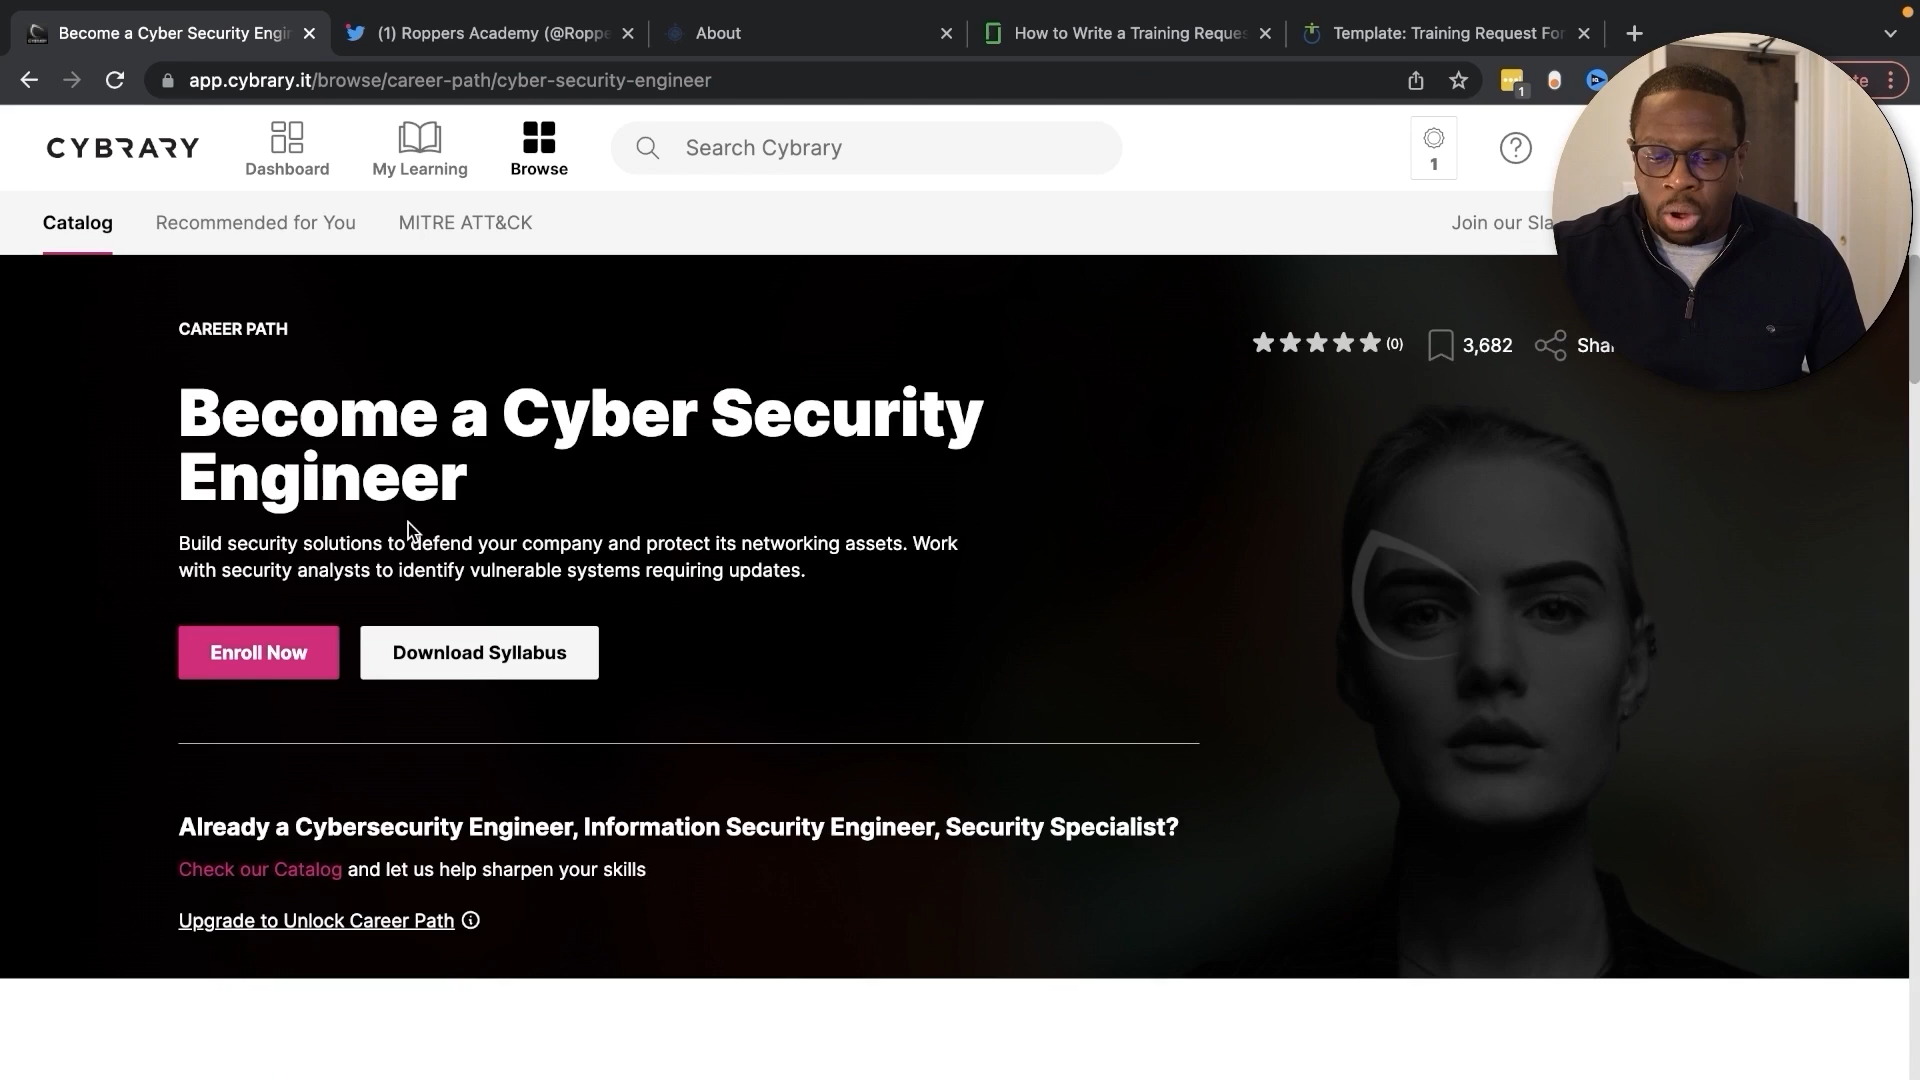 Become a Cyber Security Engin
(1) Roppers Academy (@Roppe
About
How to Write a Training Reques
Template: Training Request For
app.cybrary.it/browse/career-path/cyber-security-engineer
1
CYBRARY
Dashboard
My Learning
Browse
Search Cybrary
1
Catalog
Recommended for You
MITRE ATT&CK
Join our Sla
CAREER PATH
(0)
3,682
Shar
Become a Cyber Security
Engineer
Build security solutions to defend your company and protect its networking assets. Work
with security analysts to identify vulnerable systems requiring updates.
Enroll Now
Download Syllabus
Already a Cybersecurity Engineer, Information Security Engineer, Security Specialist?
Check our Catalog and let us help sharpen your skills
Upgrade to Unlock Career Path